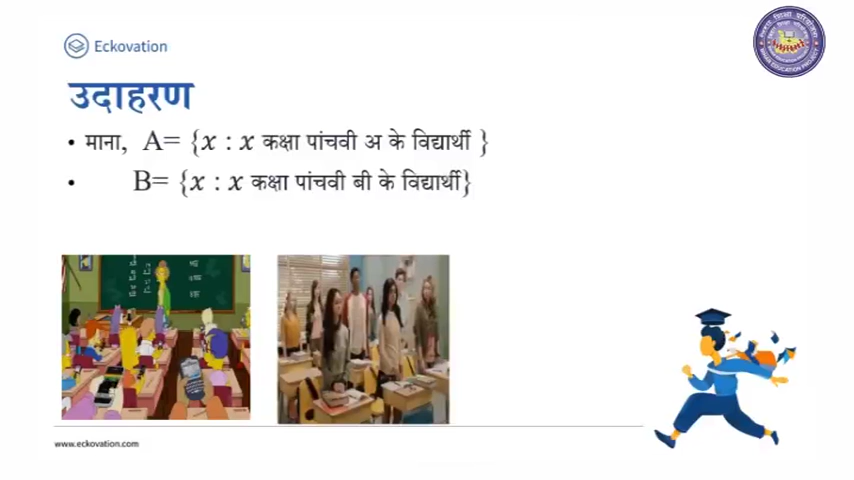 Eckovation
उदाहरण
• माना, A= {x : x कक्षा पांचवी अ के विद्यार्थी }
• B= {x : x कक्षा पांचवी बी के विद्यार्थी}
www.eckovation.com